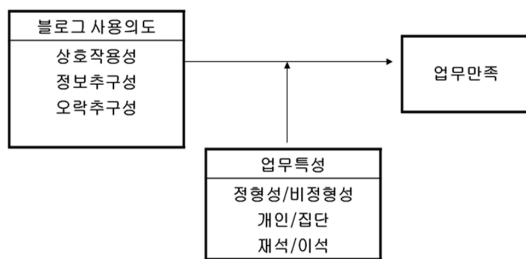 블로그 사용의도
상호작용성
정보추구성
오락추구성
업무만족
업무특성
정형성/비정형성
개인/집단
재석/이석